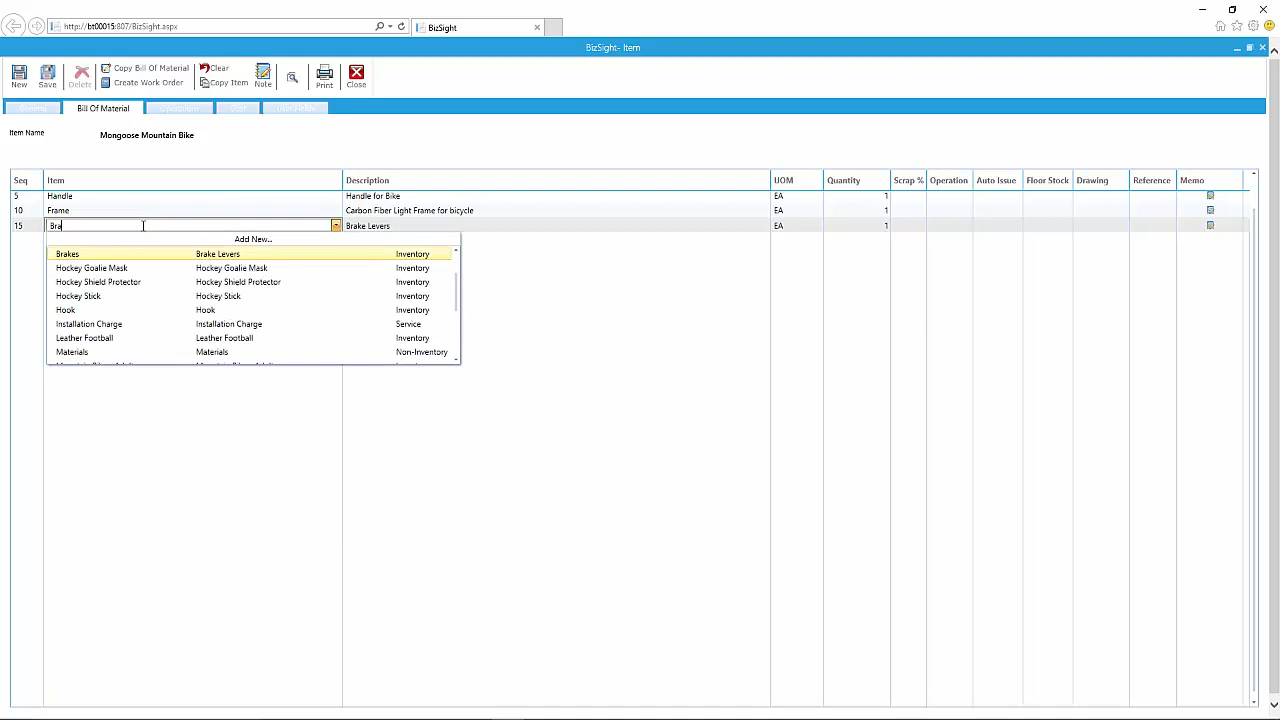 http://bt00015:807/BizSight.aspx
BizSight
BizSight- Item
New
Save
Delete
Copy Bill Of Material
Create Work Order
Clear
Copy Item
Note
Print
Close
Bill Of Material
Item Name
Mongoose Mountain Bike
Seq Item Description UOM Quantity Scrap % Operation Auto Issue Floor Stock Drawing Reference Memo
5 Handle Handle for Bike EA 1
10 Frame Carbon Fiber Light Frame for bicycle EA 1
15 Bra Brake Levers EA 1
Add New...
Brakes Brake Levers Inventory
Hockey Goalie Mask Hockey Goalie Mask Inventory
Hockey Shield Protector Hockey Shield Protector Inventory
Hockey Stick Hockey Stick Inventory
Hook Hook Inventory
Installation Charge Installation Charge Service
Leather Football Leather Football Inventory
Materials Materials Non-Inventory